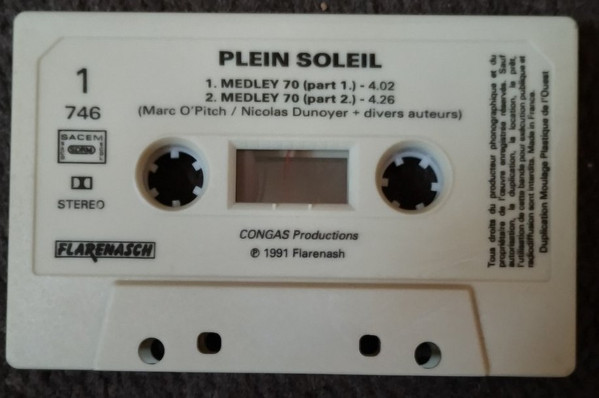 PLEIN SOLEIL
1
746
1. MEDLEY 70 (part 1.) - 4.02
2. MEDLEY 70 (part 2.) - 4.26
(Marc O'Pitch / Nicolas Dunoyer + divers auteurs)
SACEM
STEREO
FLARENASCH
CONGAS Productions
℗ 1991 Flarenash
Tous droits du producteur phonographique et du
propriétaire de l'œuvre enregistrée réservés. Sauf
autorisation, la duplication, la location, le prêt,
l'utilisation de cette bande pour exécution publique et
radiodiffusion sont interdits. Made in France.
Duplication Moulage Plastique de l'Ouest